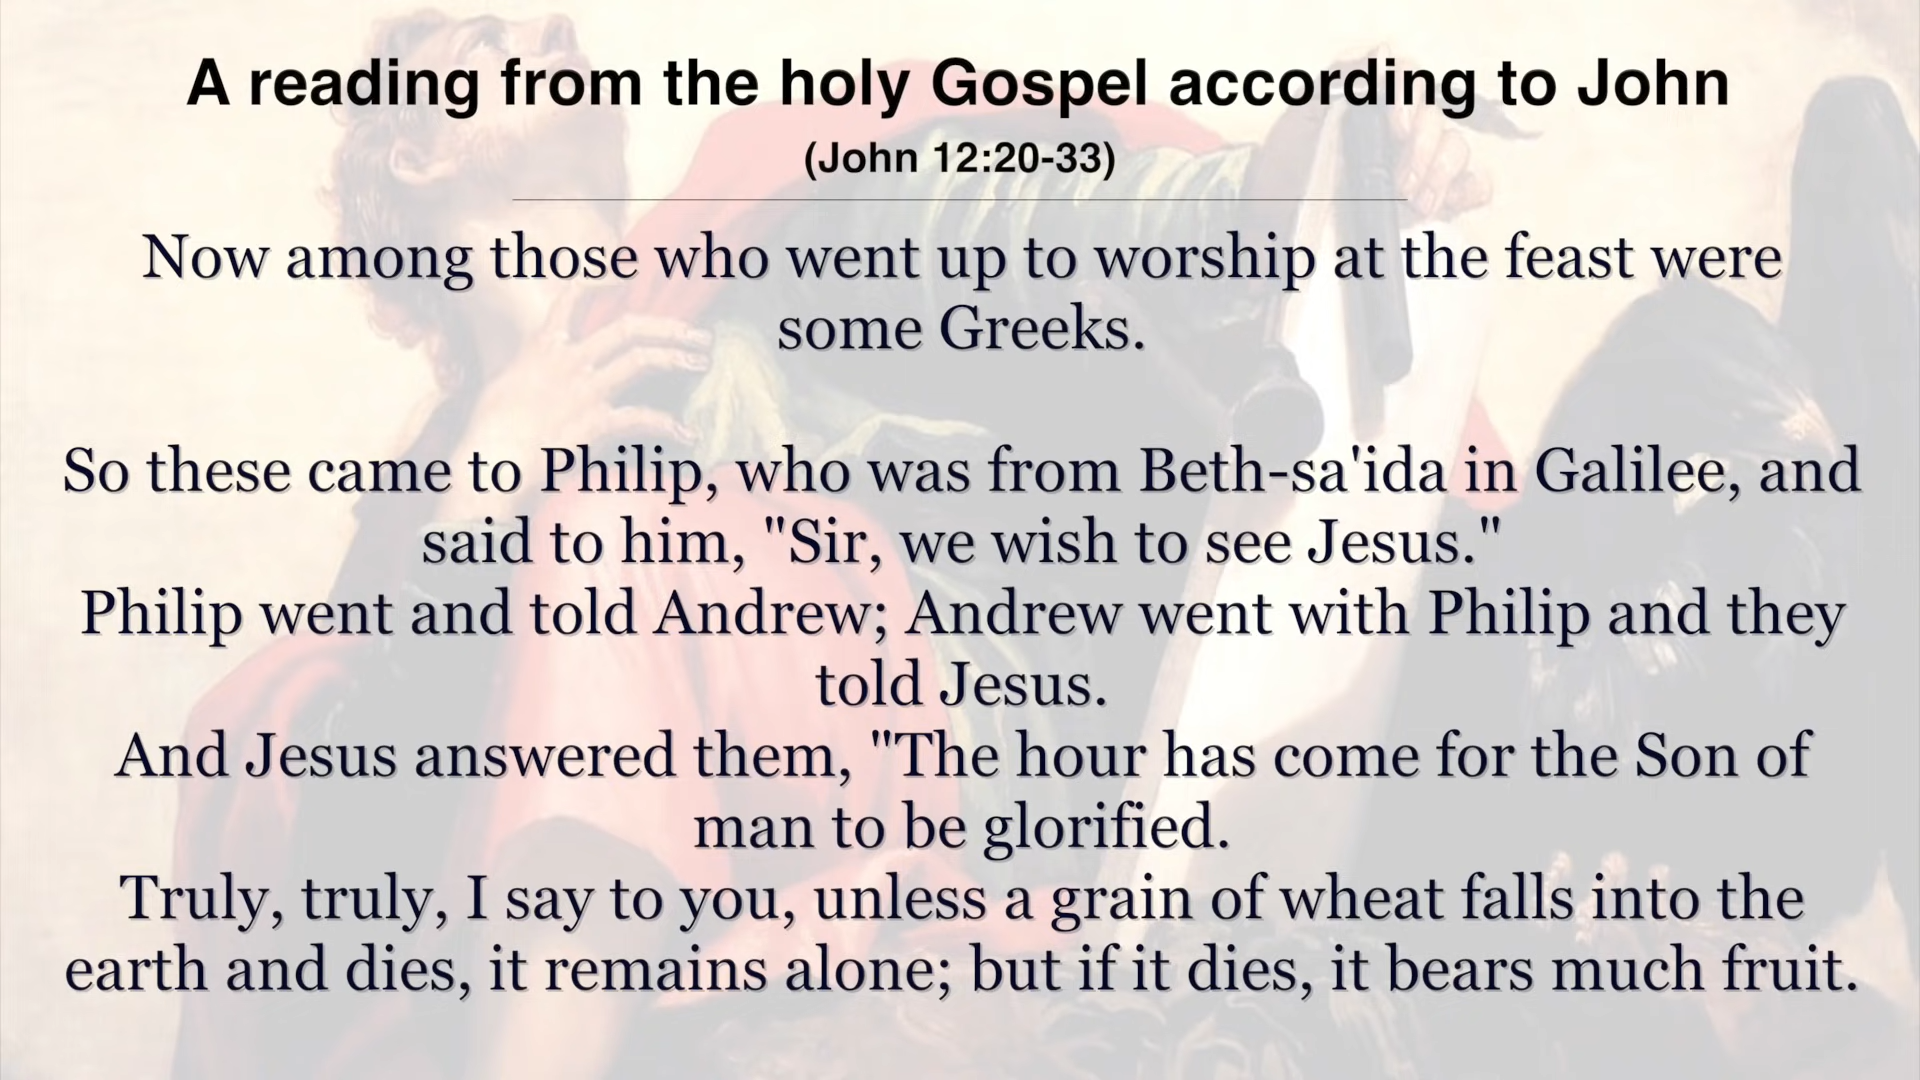 A reading from the holy Gospel according to John
(John 12:20-33)
Now among those who went up to worship at the feast were
some Greeks.
So these came to Philip, who was from Beth-sa'ida in Galilee, and
said to him, "Sir, we wish to see Jesus."
Philip went and told Andrew; Andrew went with Philip and they
told Jesus.
And Jesus answered them, "The hour has come for the Son of
man to be glorified.
Truly, truly, I say to you, unless a grain of wheat falls into the
earth and dies, it remains alone; but if it dies, it bears much fruit.